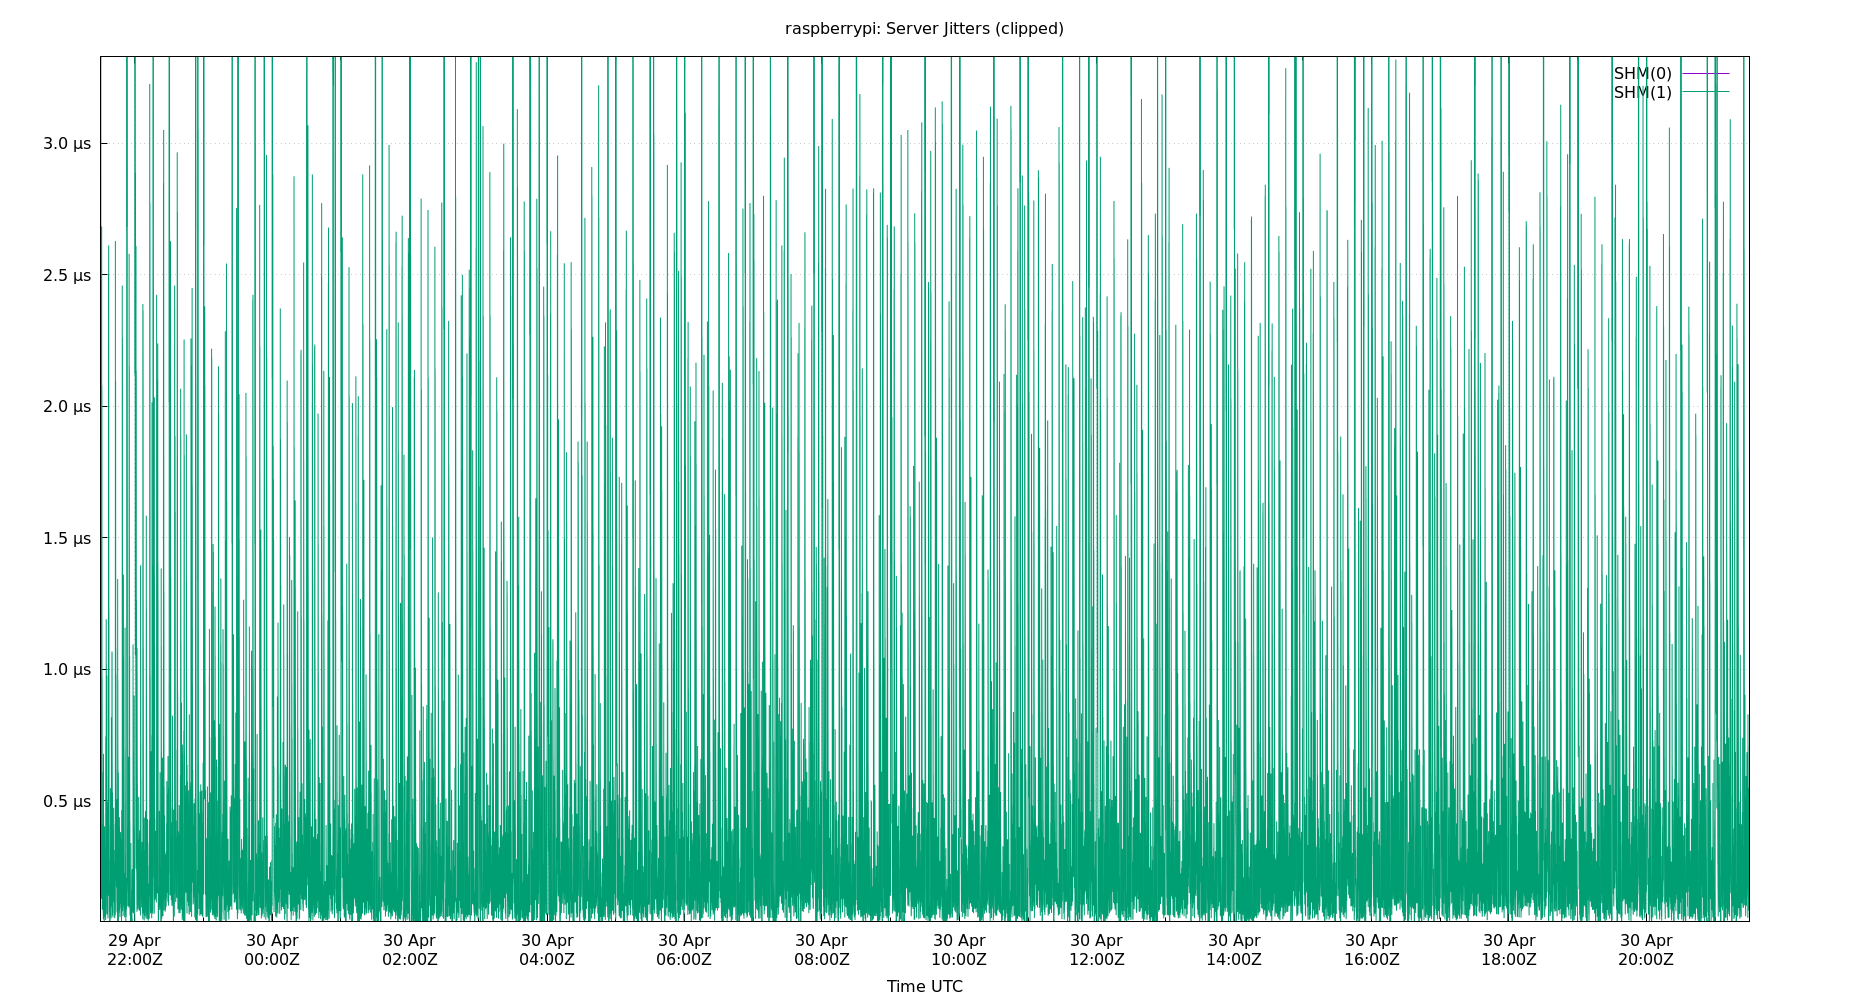 raspberrypi: Server Jitters (clipped)
SHM(0)
SHM(1)
3.0 µs
2.5 µs
2.0 µs
1.5 µs
1.0 µs
0.5 µs
29 Apr 30 Apr 30 Apr 30 Apr 30 Apr 30 Apr 30 Apr 30 Apr 30 Apr 30 Apr 30 Apr 30 Apr
22:00Z 00:00Z 02:00Z 04:00Z 06:00Z 08:00Z 10:00Z 12:00Z 14:00Z 16:00Z 18:00Z 20:00Z
Time UTC